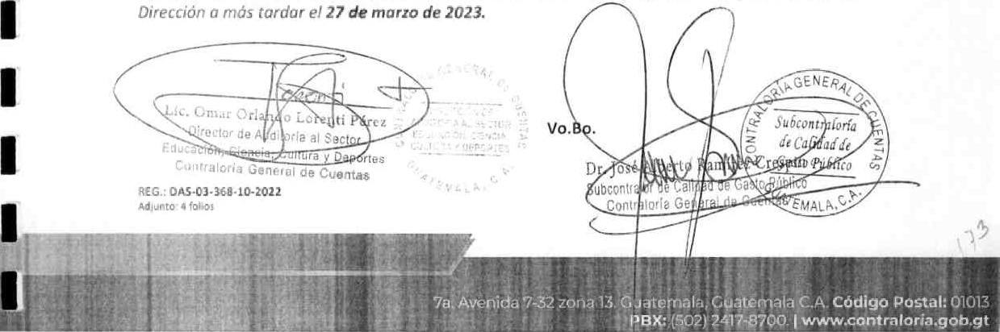 Dirección a más tardar el 27 de marzo de 2023.
Lic. Omar Orlando Lorenti Pérez
Director de Auditoría al Sector
Educación, Ciencia, Cultura y Deportes
Contraloría General de Cuentas
REG.: DAS-03-368-10-2022
Adjunto: 4 folios
CONTRALORÍA GENERAL DE CUENTAS
AUDITORÍA AL SECTOR
EDUCACIÓN, CIENCIA
CULTURA Y DEPORTES
GUATEMALA, C.A.
Vo.Bo.
Dr. José Alberto Ramírez Crespín
Subcontralor de Calidad de Gasto Público
Contraloría General de Cuentas
CONTRALORÍA GENERAL DE CUENTAS
Subcontraloría
de Calidad de
Gasto Público
GUATEMALA, C.A.
173
7a. Avenida 7-32 zona 13. Guatemala, Guatemala C.A. Código Postal: 01013
PBX: (502) 2417-8700. | www.contraloria.gob.gt